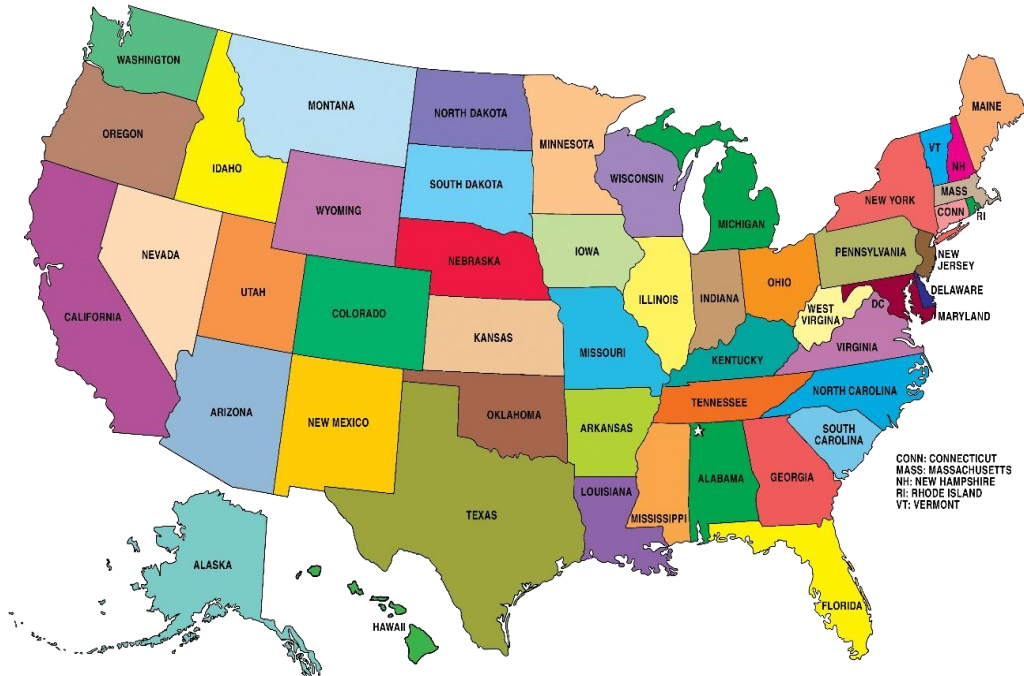 WASHINGTON
OREGON
IDAHO
MONTANA
NORTH DAKOTA
MINNESOTA
WISCONSIN
MICHIGAN
MAINE
VT
NH
NEW YORK
MASS
CONN
RI
SOUTH DAKOTA
WYOMING
NEVADA
UTAH
COLORADO
NEBRASKA
IOWA
ILLINOIS
INDIANA
OHIO
PENNSYLVANIA
NEW
JERSEY
DELAWARE
MARYLAND
DC
WEST
VIRGINA
VIRGINIA
CALIFORNIA
KANSAS
MISSOURI
KENTUCKY
ARIZONA
NEW MEXICO
OKLAHOMA
ARKANSAS
TENNESSEE
NORTH CAROLINA
SOUTH
CAROLINA
TEXAS
LOUISIANA
MISSISSIPPI
ALABAMA
GEORGIA
FLORIDA
ALASKA
HAWAII
CONN: CONNECTICUT
MASS: MASSACHUSETTS
NH: NEW HAMPSHIRE
RI: RHODE ISLAND
VT: VERMONT